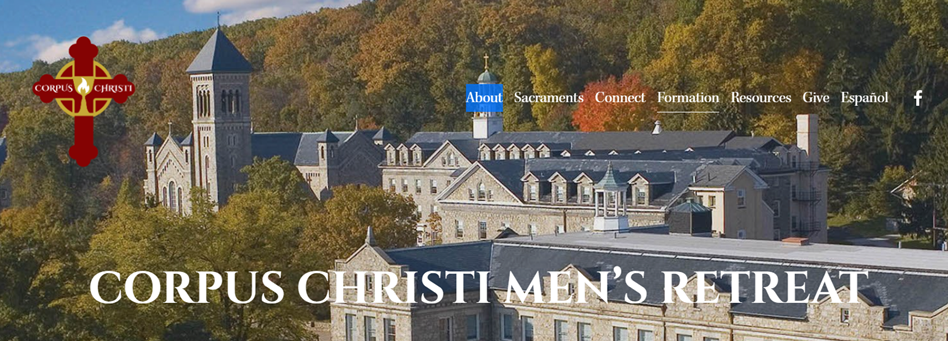 CORPUS CHRISTI
About Sacraments Connect Formation Resources Give Español
CORPUS CHRISTI MEN'S RETREAT